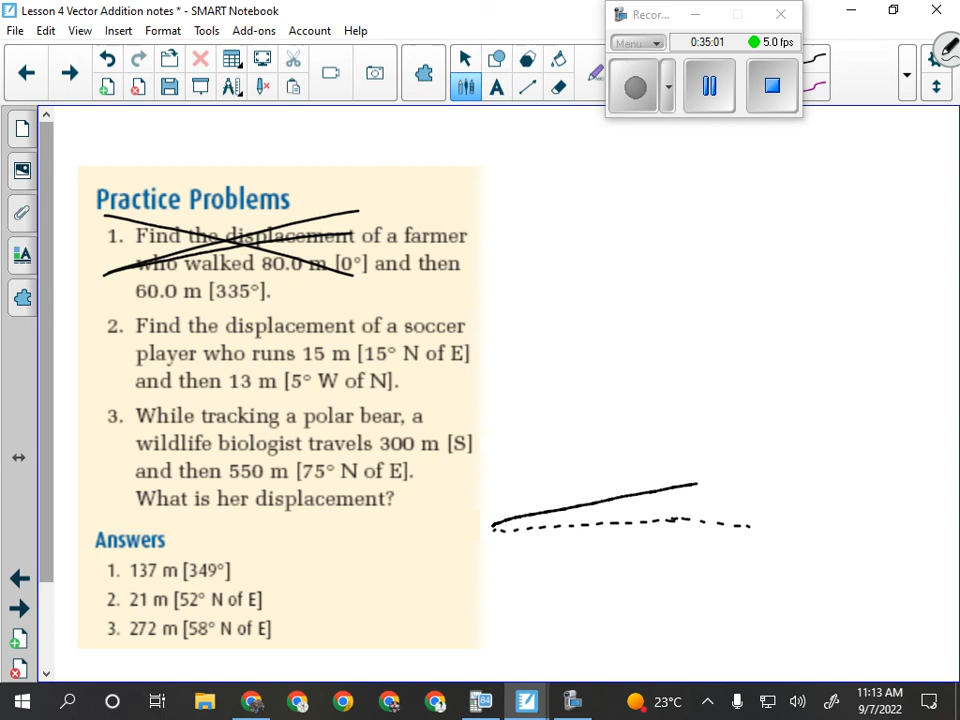 Lesson 4 Vector Addition notes * - SMART Notebook
Recor...
File Edit View Insert Format Tools Add-ons Account Help
Menu 0:35:01 5.0 fps
Practice Problems
1. Find the displacement of a farmer
who walked 80.0 m [0°] and then
60.0 m [335°].
2. Find the displacement of a soccer
player who runs 15 m [15° N of E]
and then 13 m [5° W of N].
3. While tracking a polar bear, a
wildlife biologist travels 300 m [S]
and then 550 m [75° N of E].
What is her displacement?
Answers
1. 137 m [349°]
2. 21 m [52° N of E]
3. 272 m [58° N of E]
23°C
11:13 AM
9/7/2022